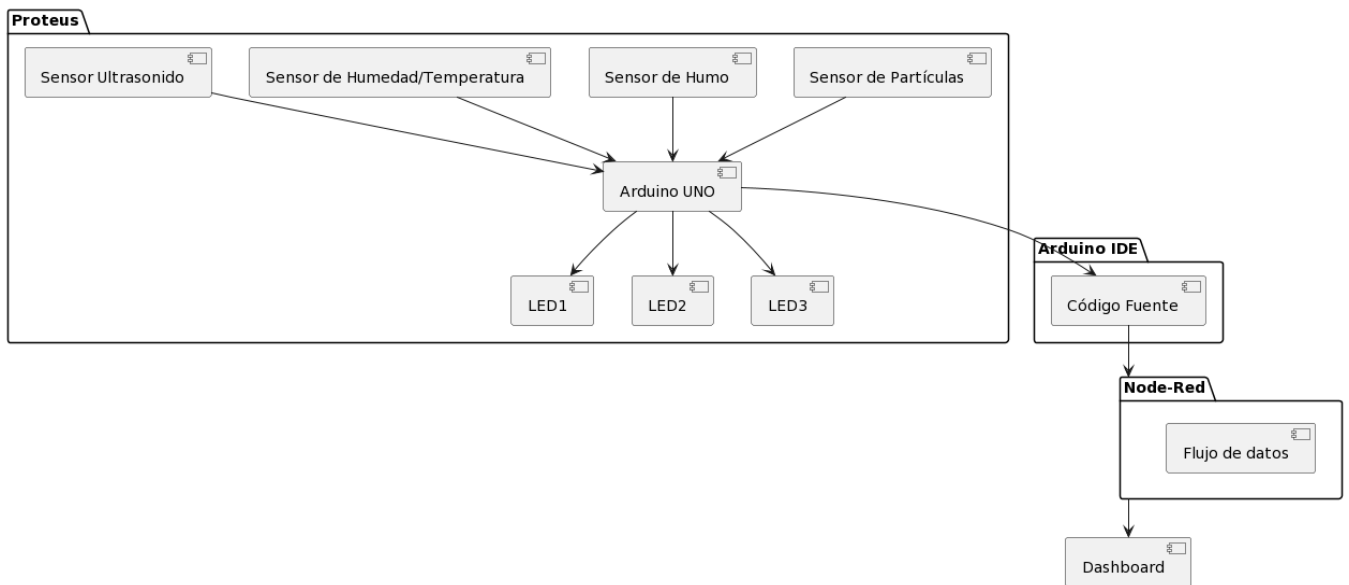 Proteus
Sensor Ultrasonido
Sensor de Humedad/Temperatura
Sensor de Humo
Sensor de Partículas
Arduino UNO
LED1
LED2
LED3
Arduino IDE
Código Fuente
Node-Red
Flujo de datos
Dashboard